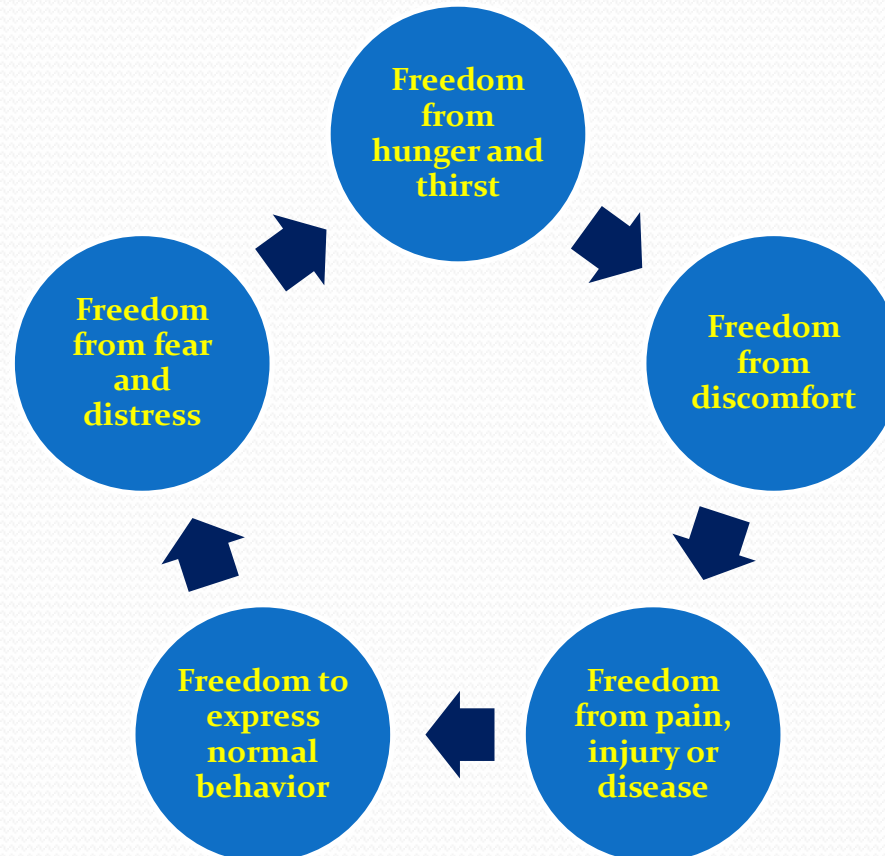 Freedom
from
hunger and
thirst
Freedom
from
discomfort
Freedom
from pain,
injury or
disease
Freedom to
express
normal
behavior
Freedom
from fear
and
distress